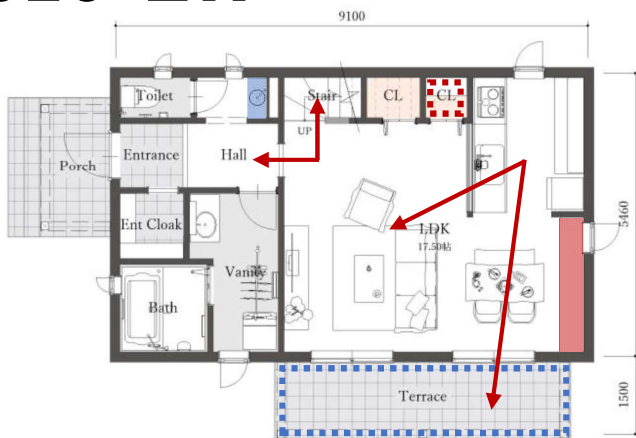 9100
Toilet
Stair
CL
CL
UP
Porch
Entrance
Hall
Ent Cloak
LDK
17.50帖
5460
Vanity
Bath
Terrace
1500